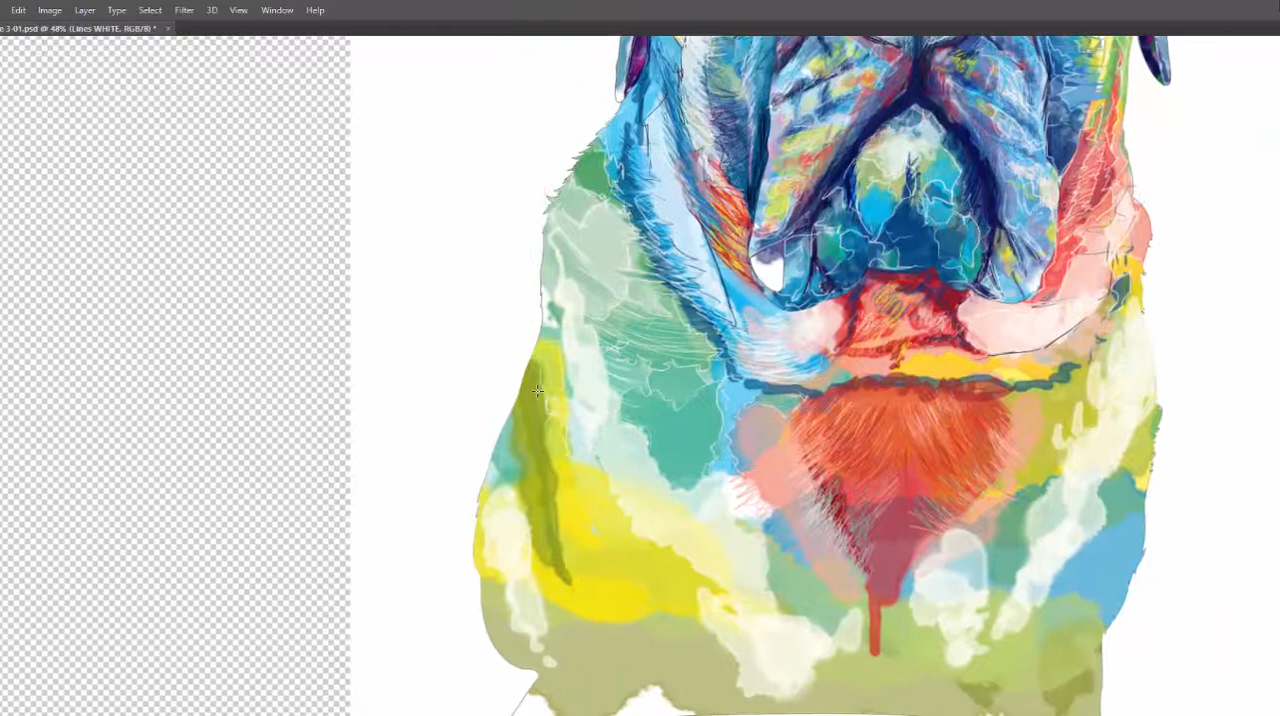 Edit Image Layer Type Select Filter 3D View Window Help
e 3-01.psd @ 48% (Lines WHITE, RGB/8) * ×